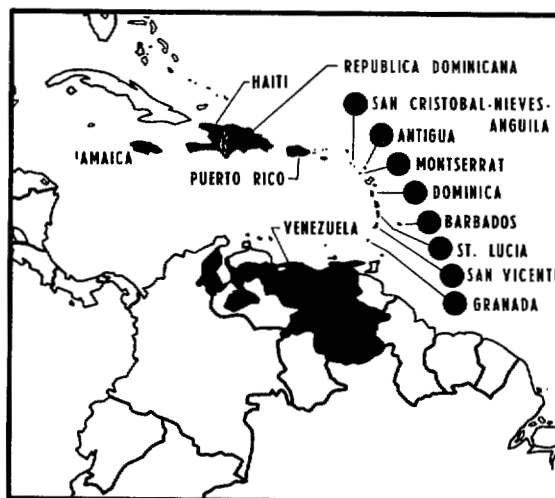 REPUBLICA DOMINICANA
HAITI
SAN CRISTOBAL-NIEVES-
ANGUILA
ANTIGUA
'AMAICA
MONTSERRAT
PUERTO RICO
DOMINICA
BARBADOS
VENEZUELA
ST. LUCIA
SAN VICENTE
GRANADA